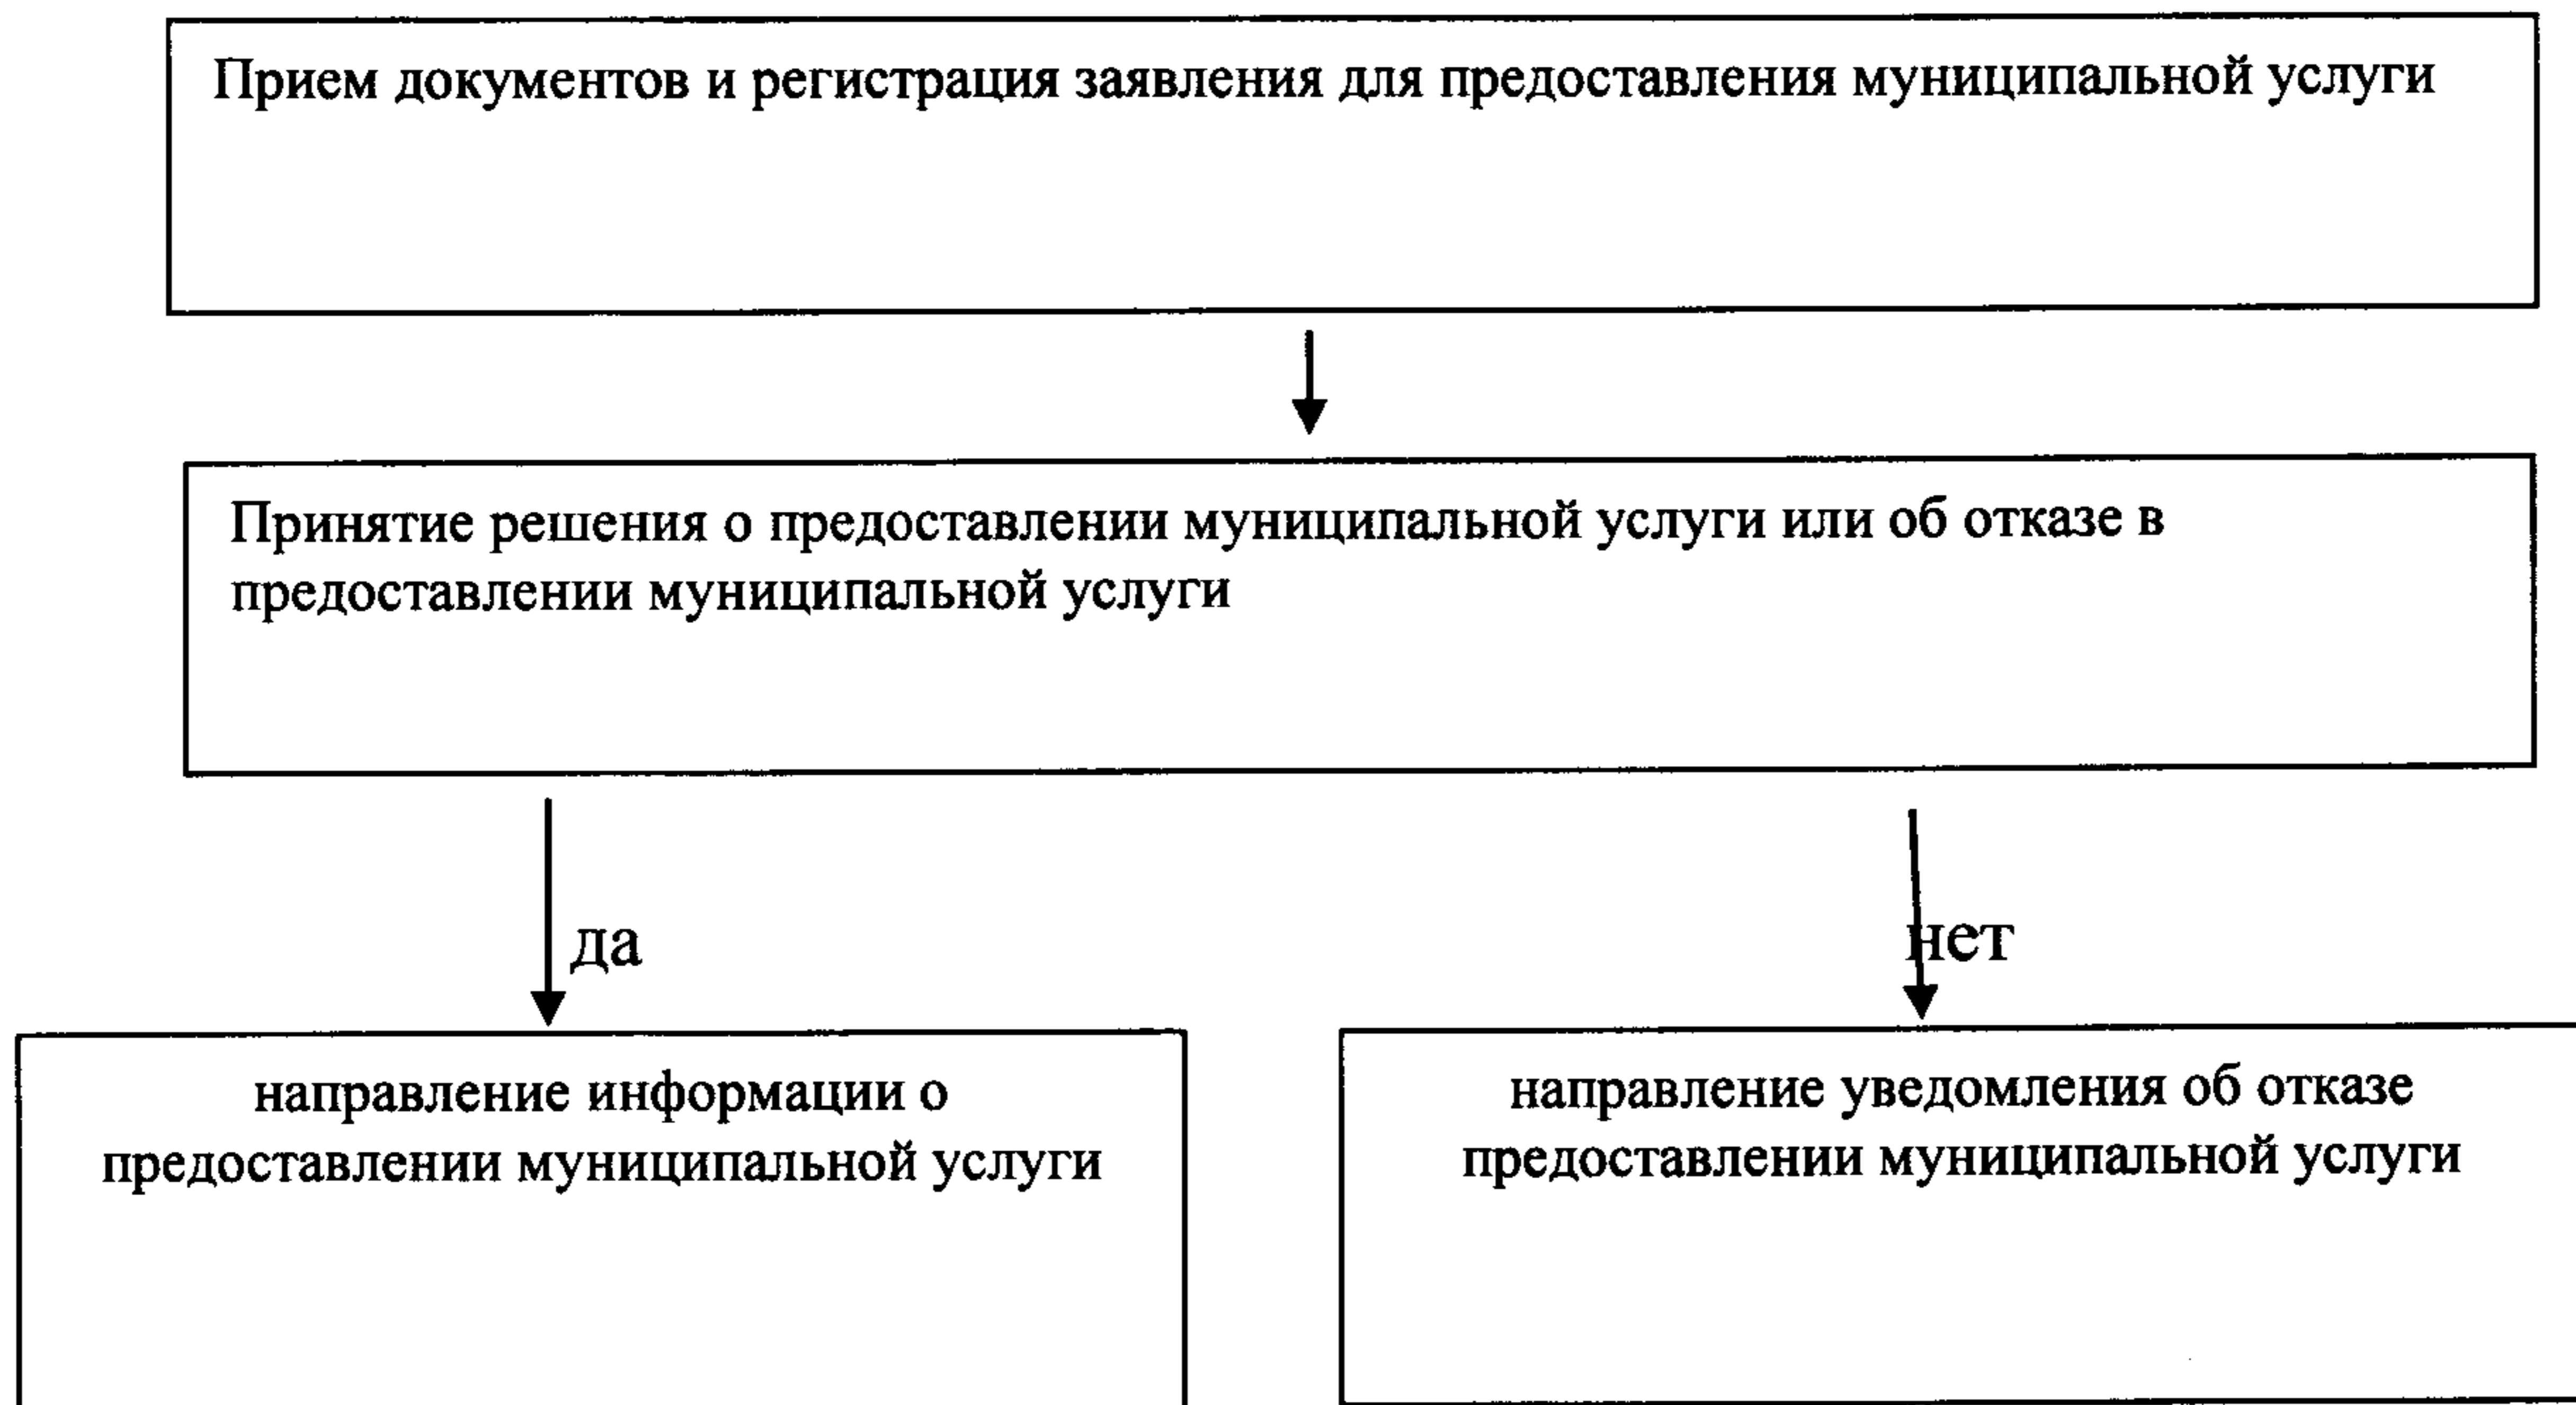 Прием документов и регистрация заявления для предоставления муниципальной услуги
Принятие решения о предоставлении муниципальной услуги или об отказе в
предоставлении муниципальной услуги
да
нет
направление информации о
предоставлении муниципальной услуги
направление уведомления об отказе
предоставлении муниципальной услуги